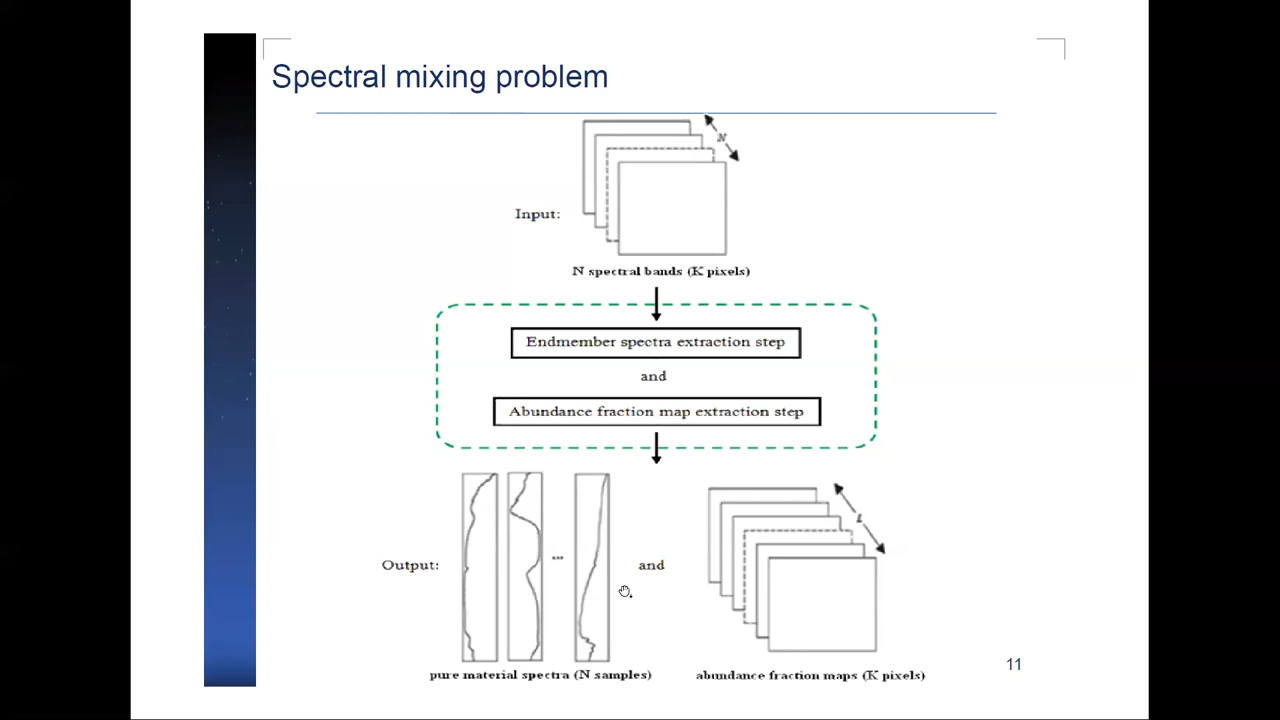 Spectral mixing problem
N
Input:
N spectral bands (K pixels)
Endmember spectra extraction step
and
Abundance fraction map extraction step
L
Output:
...
and
pure material spectra (N samples)
abundance fraction maps (K pixels)
11